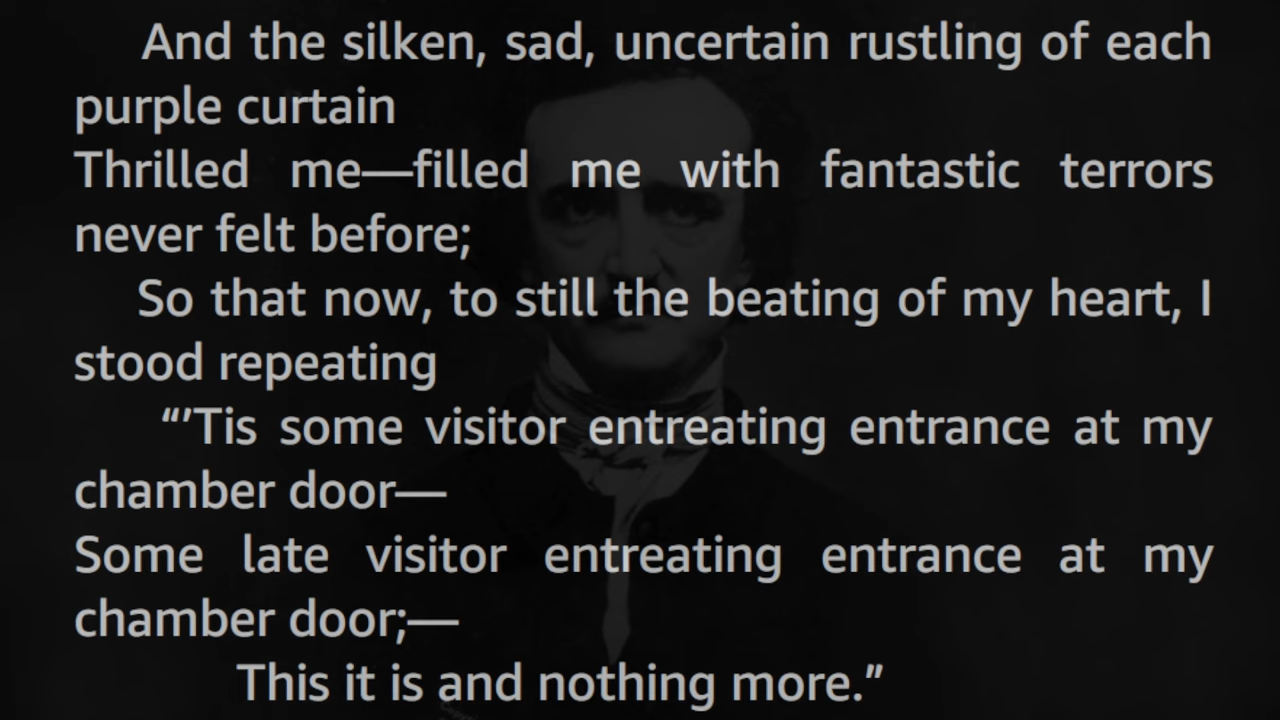 And the silken, sad, uncertain rustling of each
purple curtain
Thrilled me—filled me with fantastic terrors
never felt before;
So that now, to still the beating of my heart, I
stood repeating
“’Tis some visitor entreating entrance at my
chamber door—
Some late visitor entreating entrance at my
chamber door;—
This it is and nothing more.”